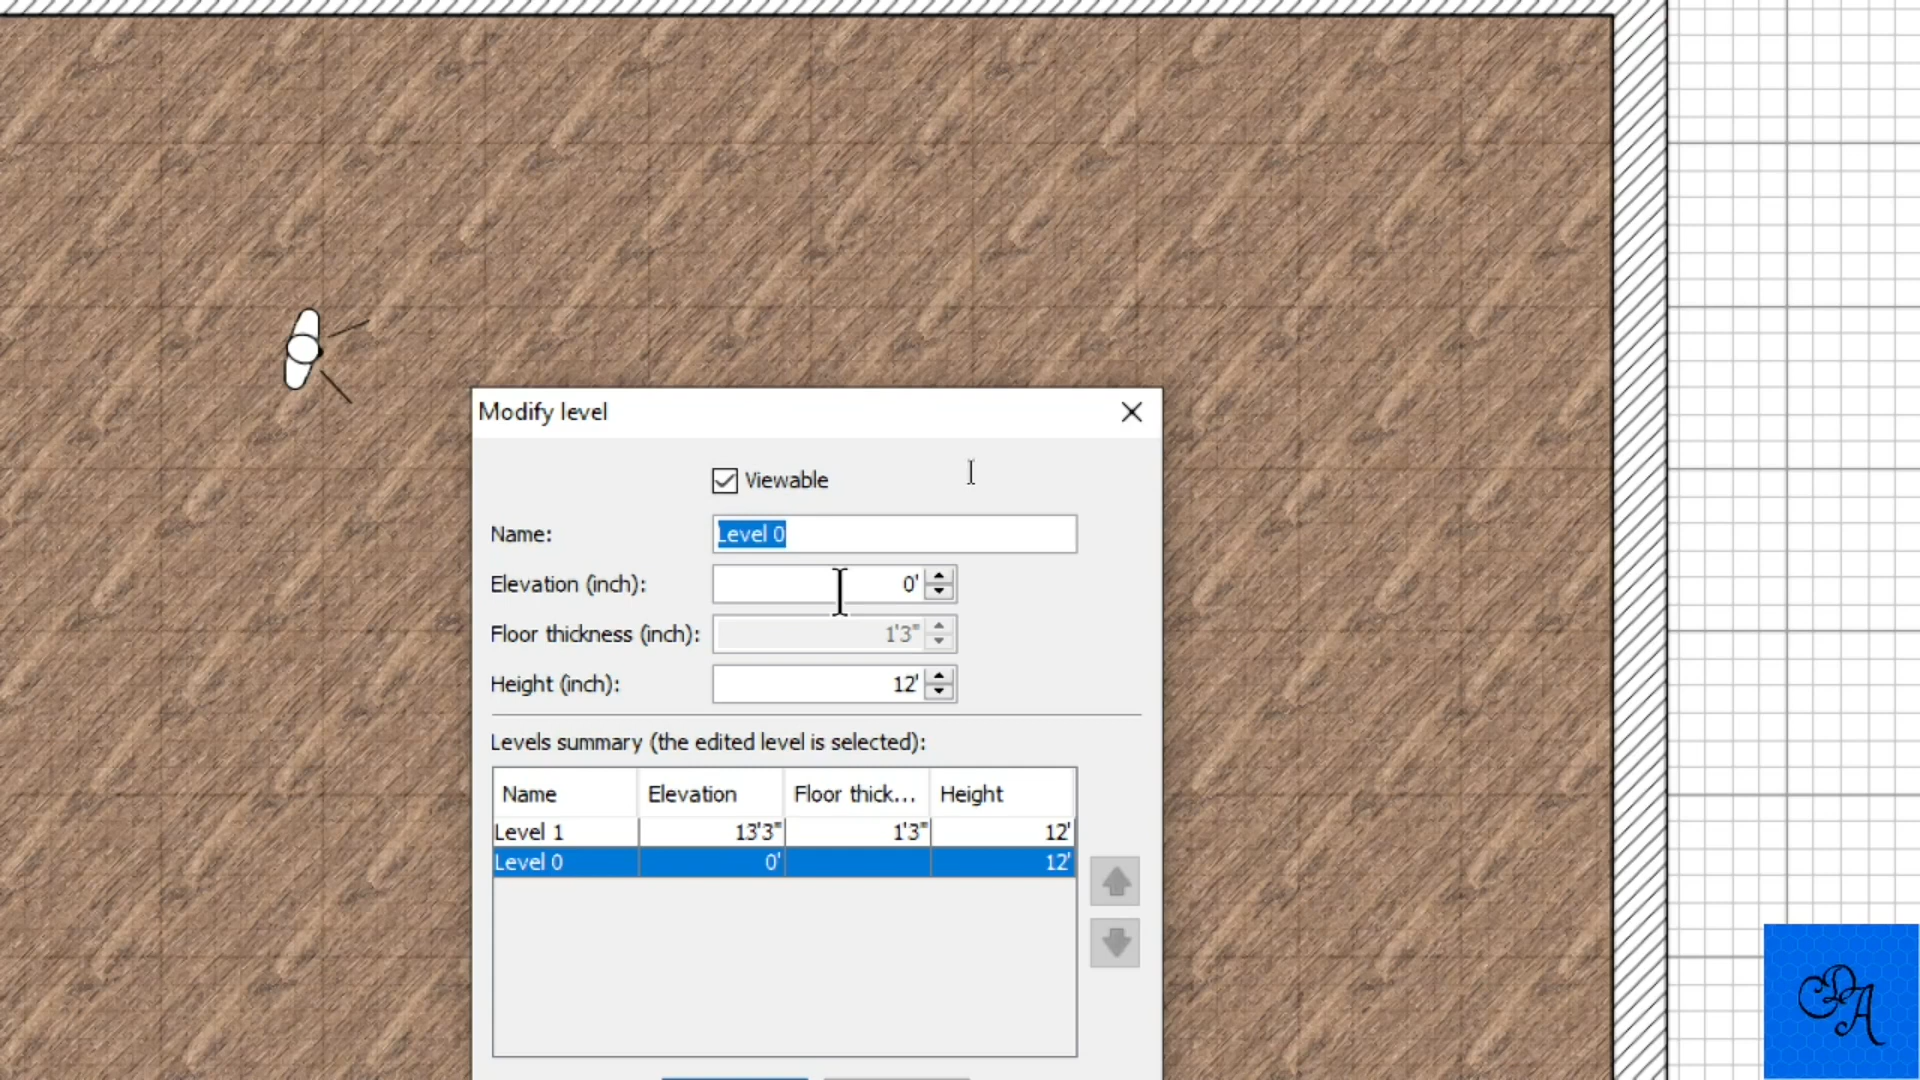 Modify level
Viewable
Name: Level 0
Elevation (inch): 0'
Floor thickness (inch): 1'3"
Height (inch): 12'
Levels summary (the edited level is selected):
Name Elevation Floor thick... Height
Level 1 13'3" 1'3" 12'
Level 0 0' 12'